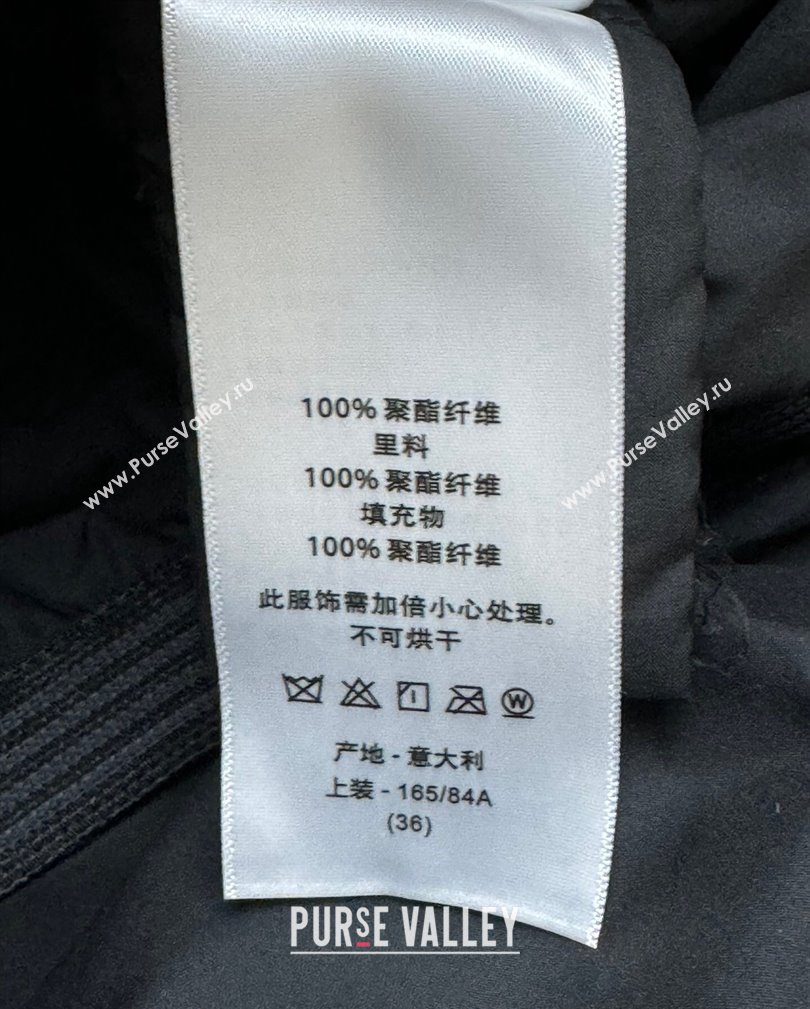 100% 聚酯纤维
里料
100% 聚酯纤维
填充物
100% 聚酯纤维
此服饰需加倍小心处理。
不可烘干
W
产地 - 意大利
上装 - 165/84A
(36)
www.PurseValley.ru
www.PurseValley.ru
PURSE VALLEY